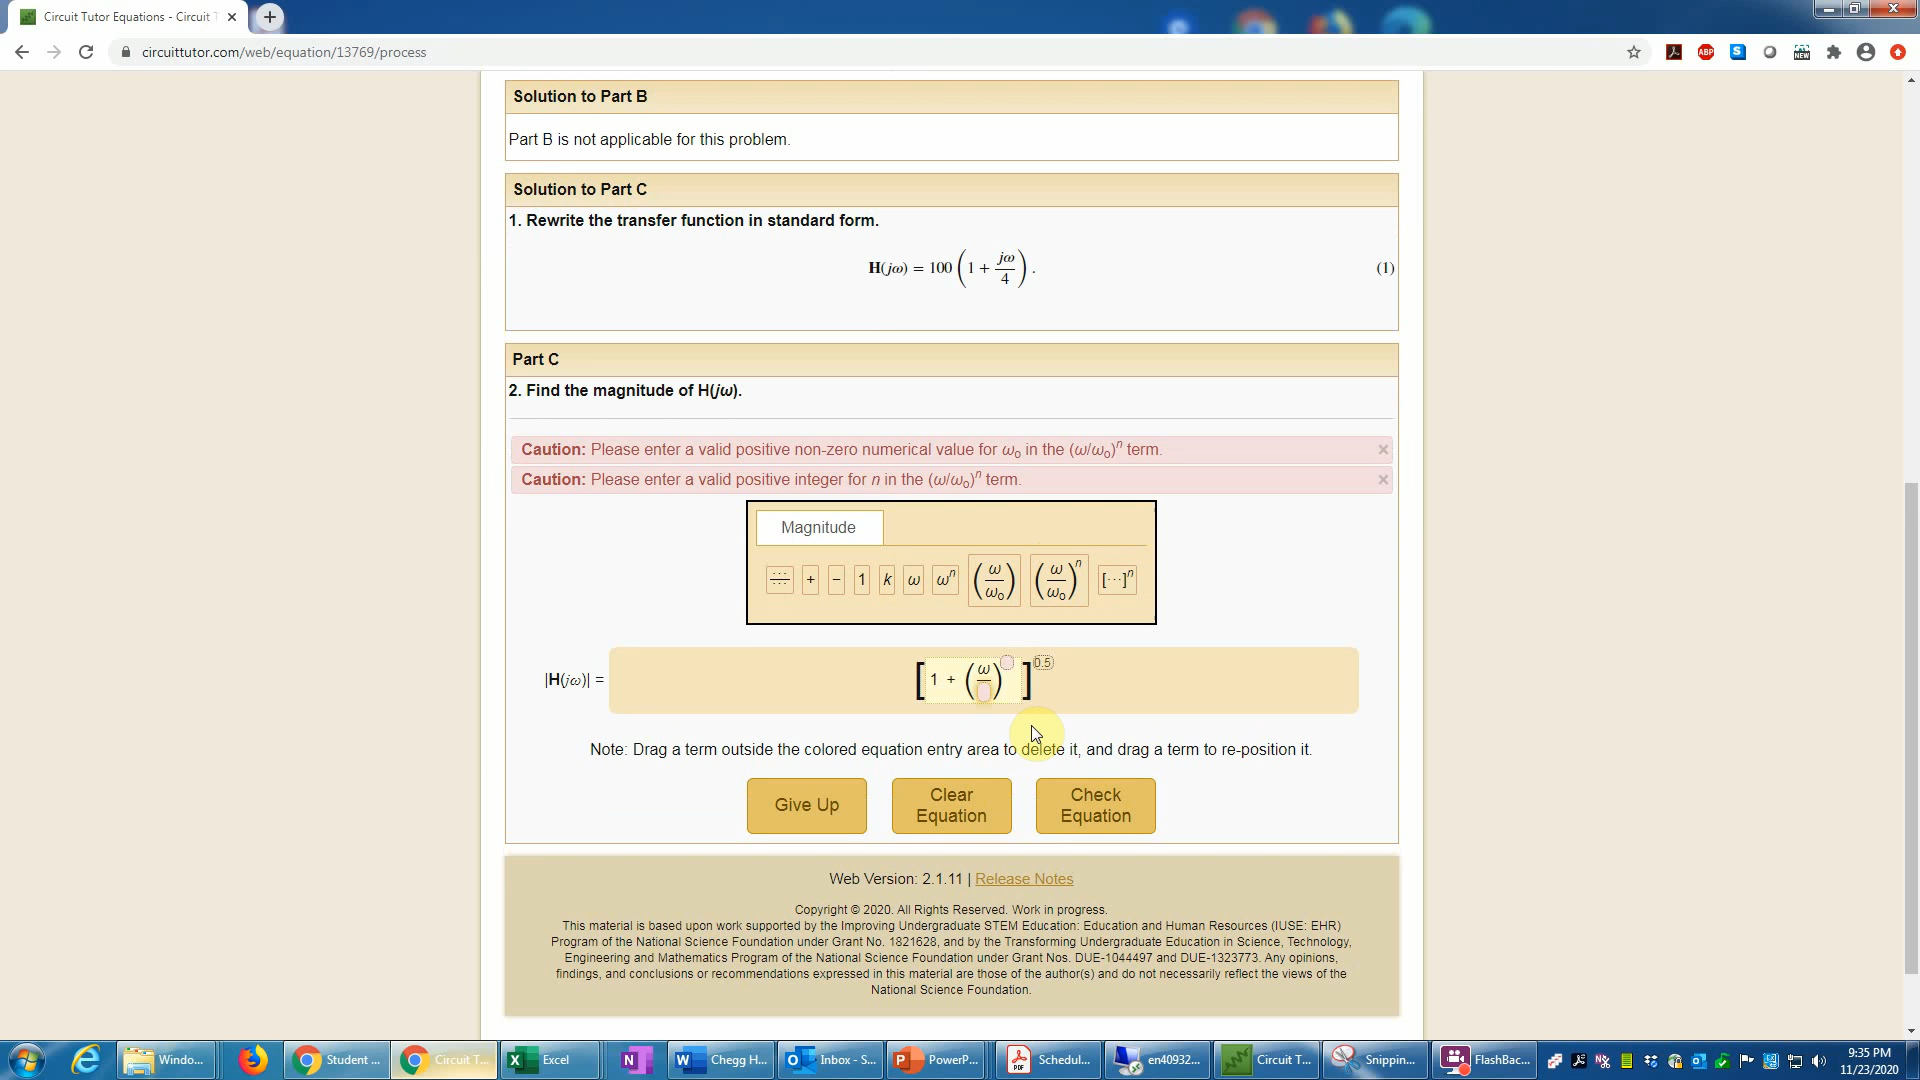 Circuit Tutor Equations - Circuit T
circuittutor.com/web/equation/13769/process
ABP
NEW
Solution to Part B
Part B is not applicable for this problem.
Solution to Part C
1. Rewrite the transfer function in standard form.
H(jω) = 100 (1 + jω/4). (1)
Part C
2. Find the magnitude of H(jω).
Caution: Please enter a valid positive non-zero numerical value for ωo in the (ω/ωo)^n term. ×
Caution: Please enter a valid positive integer for n in the (ω/ωo)^n term. ×
Magnitude
+ − 1 k ω ω^n (ω/ωo) (ω/ωo)^n [···]^n
|H(jω)| = [1 + (ω/ )]^0.5
Note: Drag a term outside the colored equation entry area to delete it, and drag a term to re-position it.
Give Up
Clear Equation
Check Equation
Web Version: 2.1.11 | Release Notes
Copyright © 2020. All Rights Reserved. Work in progress.
This material is based upon work supported by the Improving Undergraduate STEM Education: Education and Human Resources (IUSE: EHR)
Program of the National Science Foundation under Grant No. 1821628, and by the Transforming Undergraduate Education in Science, Technology,
Engineering and Mathematics Program of the National Science Foundation under Grant Nos. DUE-1044497 and DUE-1323773. Any opinions,
findings, and conclusions or recommendations expressed in this material are those of the author(s) and do not necessarily reflect the views of the
National Science Foundation.
Windo... Student ... Circuit T... Excel Chegg H... Inbox - S... PowerP... Schedul... en40932... Circuit T... Snippin... FlashBac...
9:35 PM
11/23/2020